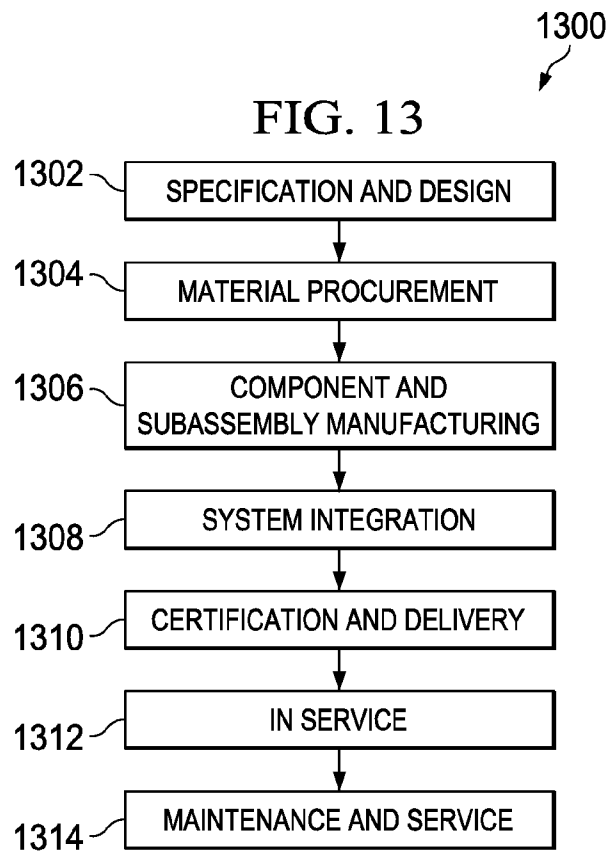 1300
FIG. 13
1302
SPECIFICATION AND DESIGN
1304
MATERIAL PROCUREMENT
1306
COMPONENT AND
SUBASSEMBLY MANUFACTURING
1308
SYSTEM INTEGRATION
1310
CERTIFICATION AND DELIVERY
1312
IN SERVICE
1314
MAINTENANCE AND SERVICE